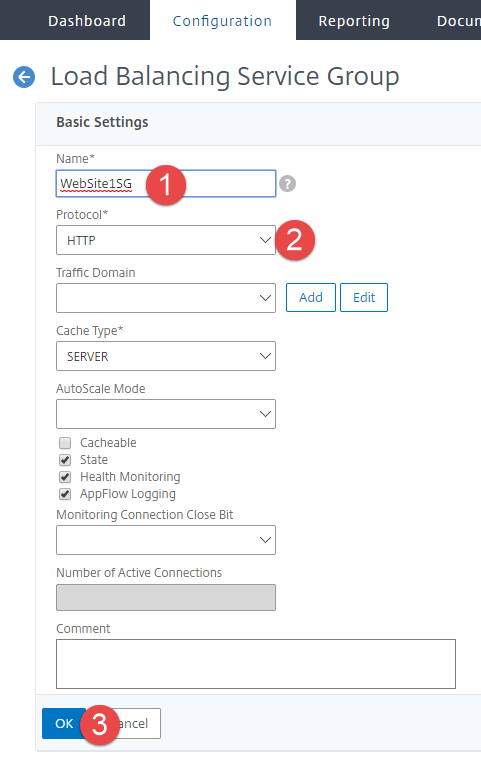 Dashboard Configuration Reporting
Load Balancing Service Group
Basic Settings
Name*
WebSite1SG 1 ?
Protocol*
HTTP 2
Traffic Domain
Add Edit
Cache Type*
SERVER
AutoScale Mode
Cacheable
State
Health Monitoring
AppFlow Logging
Monitoring Connection Close Bit
Number of Active Connections
Comment
OK 3 ancel